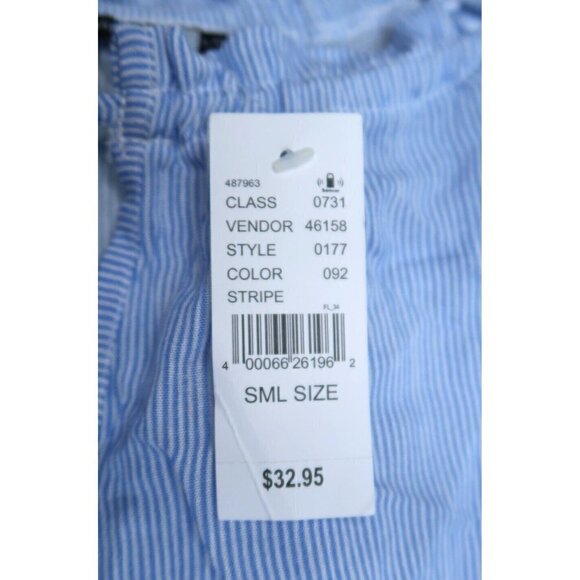 487963
CLASS 0731
VENDOR 46158
STYLE 0177
COLOR 092
STRIPE
FL_34
4 00066 26196 2
SML SIZE
$32.95